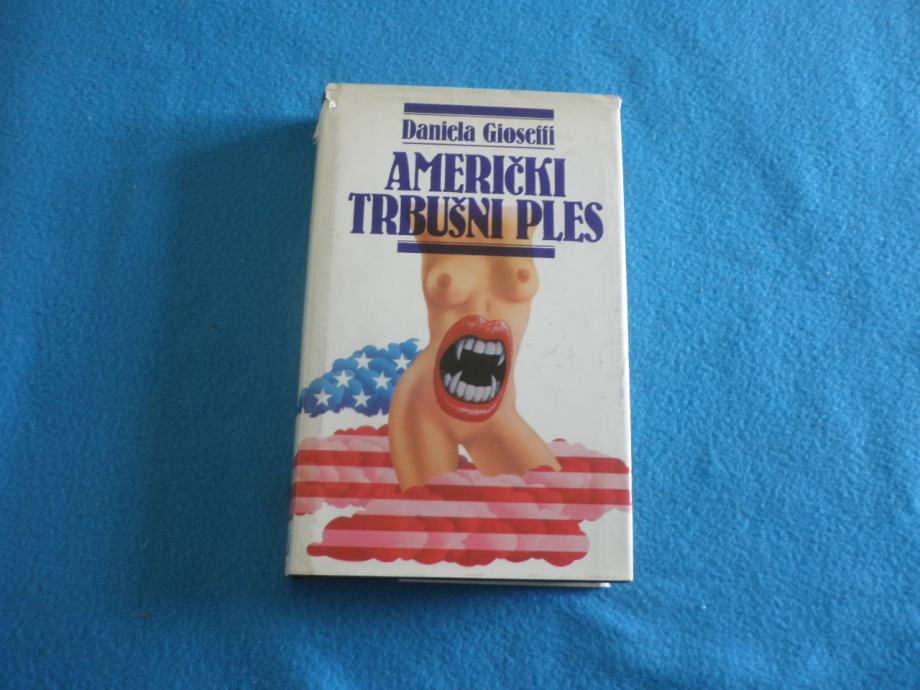 Daniela Gioseffi
AMERIČKI
TRBUŠNI PLES